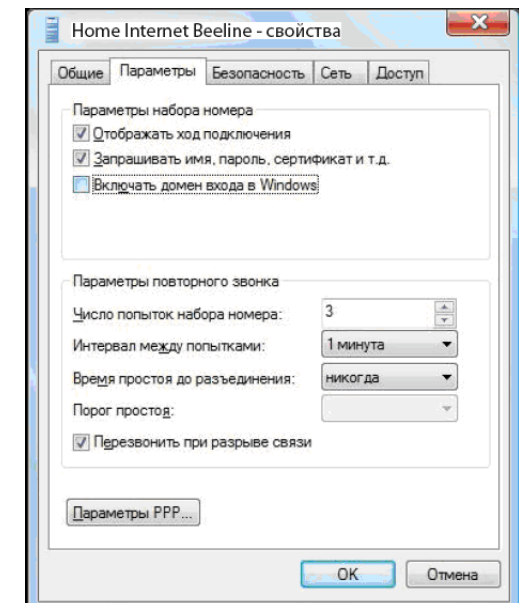 Home Internet Beeline - свойства
Общие Параметры Безопасность Сеть Доступ
Параметры набора номера
Отображать ход подключения
Запрашивать имя, пароль, сертификат и т.д.
Включать домен входа в Windows
Параметры повторного звонка
Число попыток набора номера: 3
Интервал между попытками: 1 минута
Время простоя до разъединения: никогда
Порог простоя:
Перезвонить при разрыве связи
Параметры PPP...
OK Отмена